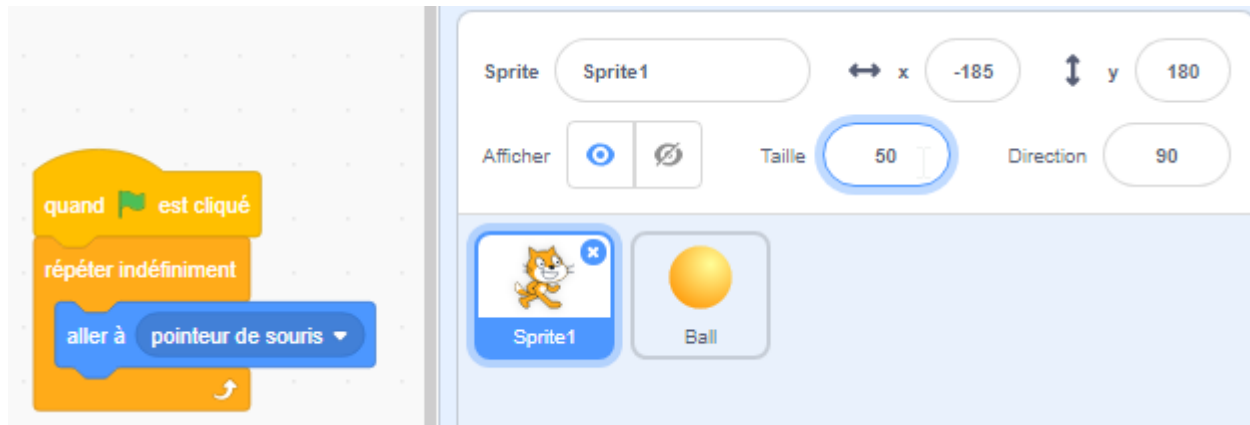 Sprite Sprite1 x -185 y 180
Afficher Taille 50 Direction 90
quand est cliqué
répéter indéfiniment
aller à pointeur de souris
Sprite1 Ball